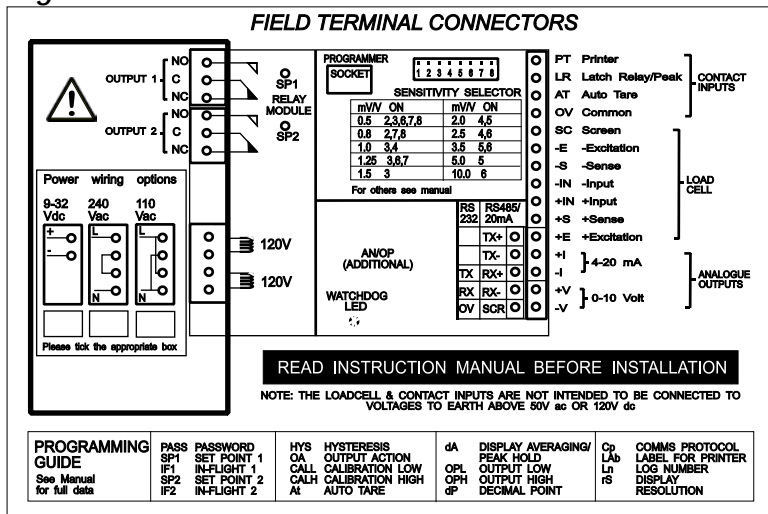 FIELD TERMINAL CONNECTORS
OUTPUT 1
NO
C
NC
OUTPUT 2
NO
C
NC
SP1
RELAY
MODULE
SP2
Power wiring options
9-32 Vdc
240 Vac
110 Vac
+
-
L
N
L
N
Please tick the appropriate box
120V
120V
PROGRAMMER
SOCKET
1 2 3 4 5 6 7 8
SENSITIVITY SELECTOR
mV/V ON mV/V ON
0.5 2,3,6,7,8 2.0 4,5
0.8 2,7,8 2.5 4,6
1.0 3,4 3.5 5,6
1.25 3,6,7 5.0 5
1.5 3 10.0 6
For others see manual
AN/OP
(ADDITIONAL)
WATCHDOG
LED
RS 232 RS485/ 20mA
TX+
TX-
TX RX+
RX RX-
OV SCR
PT Printer
LR Latch Relay/Peak
AT Auto Tare
OV Common
CONTACT
INPUTS
SC Screen
-E -Excitation
-S -Sense
-IN -Input
+IN +Input
+S +Sense
+E +Excitation
LOAD
CELL
+I
-I
4-20 mA
+V
-V
0-10 Volt
ANALOGUE
OUTPUTS
READ INSTRUCTION MANUAL BEFORE INSTALLATION
NOTE: THE LOADCELL & CONTACT INPUTS ARE NOT INTENDED TO BE CONNECTED TO
VOLTAGES TO EARTH ABOVE 50V ac OR 120V dc
PROGRAMMING
GUIDE
See Manual
for full data
PASS PASSWORD
SP1 SET POINT 1
IF1 IN-FLIGHT 1
SP2 SET POINT 2
IF2 IN-FLIGHT 2
HYS HYSTERESIS
OA OUTPUT ACTION
CALL CALIBRATION LOW
CALH CALIBRATION HIGH
At AUTO TARE
dA DISPLAY AVERAGING/
PEAK HOLD
OPL OUTPUT LOW
OPH OUTPUT HIGH
dP DECIMAL POINT
Cp COMMS PROTOCOL
LAb LABEL FOR PRINTER
Ln LOG NUMBER
rS DISPLAY
RESOLUTION